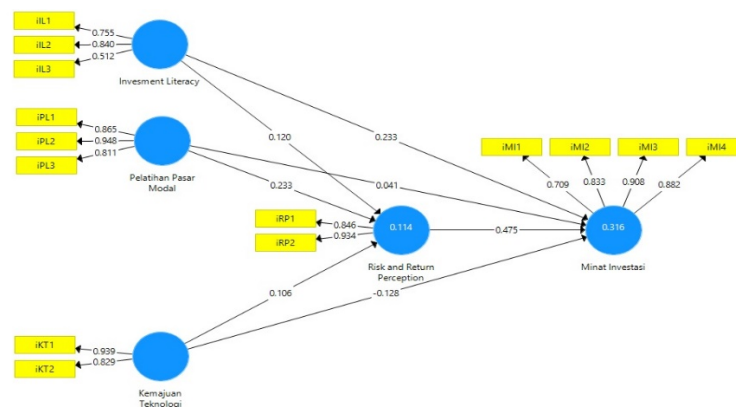 iIL1
0.755
iIL2
0.840
iIL3
0.512
Invesment Literacy
iPL1
0.865
iPL2
0.948
iPL3
0.811
Pelatihan Pasar
Modal
0.120
0.233
0.233
0.041
iMI1
iMI2
iMI3
iMI4
0.709
0.833
0.908
0.882
iRP1
0.846
iRP2
0.934
0.114
Risk and Return
Perception
0.475
0.316
Minat Investasi
0.106
-0.128
iKT1
0.939
iKT2
0.829
Kemajuan
Teknologi